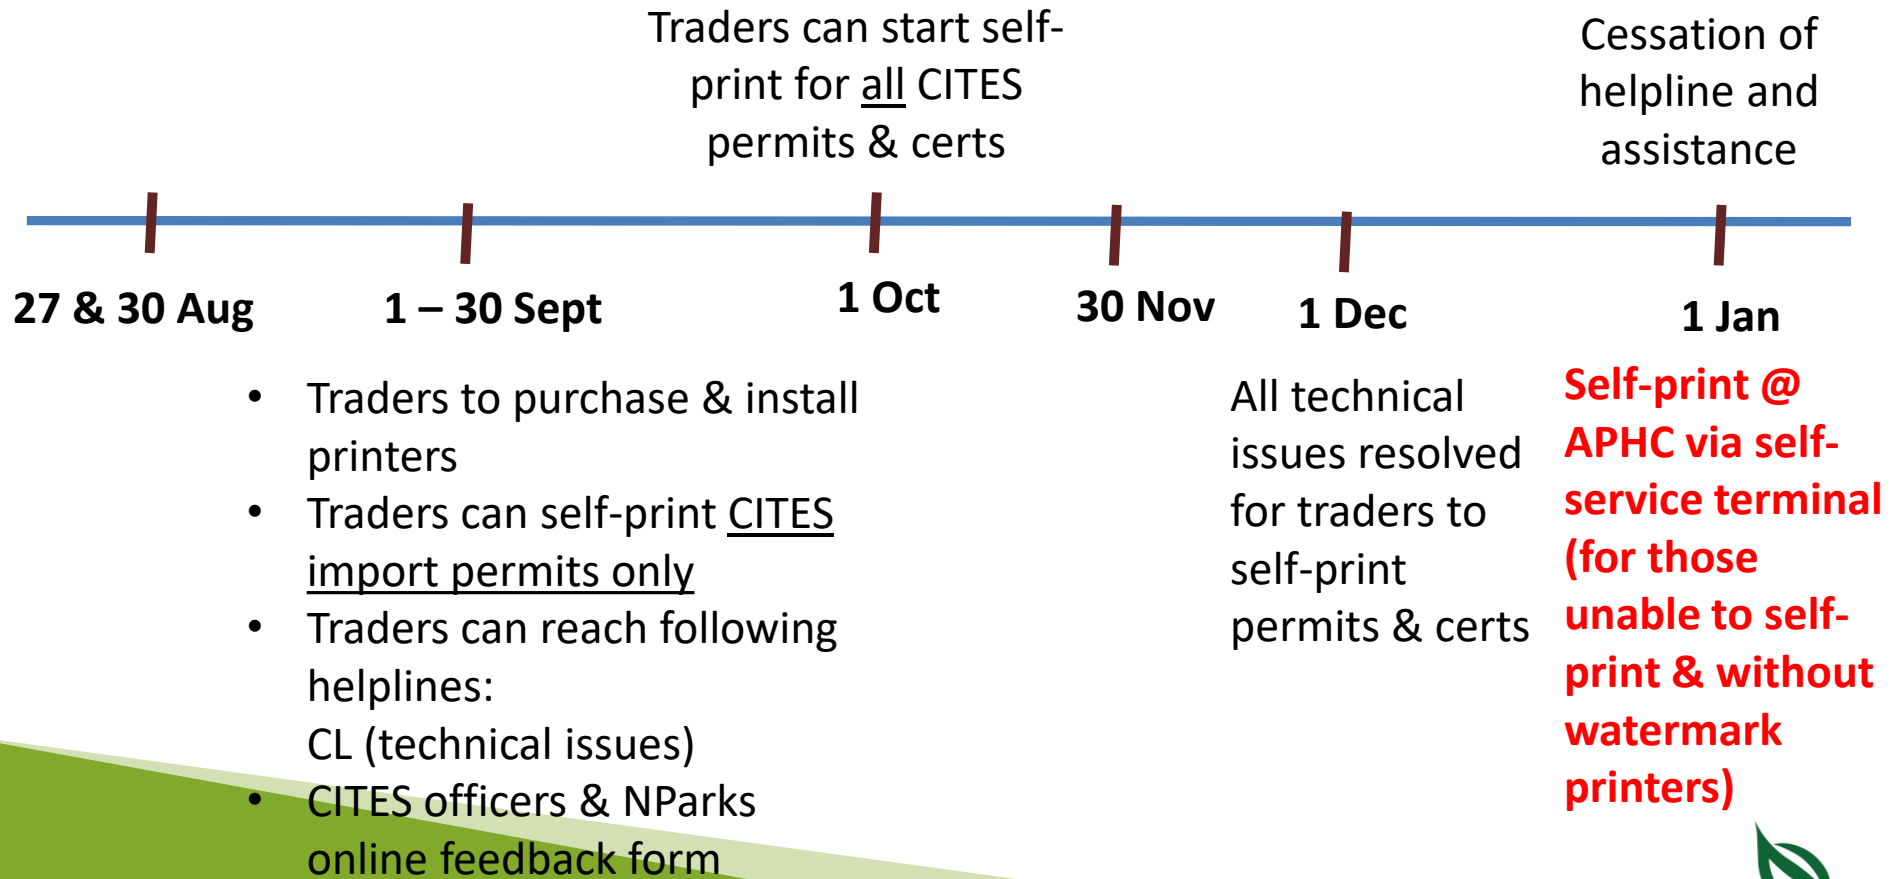 Traders can start self-
print for all CITES
permits & certs
Cessation of
helpline and
assistance
27 & 30 Aug
1 – 30 Sept
1 Oct
30 Nov
1 Dec
1 Jan
• Traders to purchase & install
printers
• Traders can self-print CITES
import permits only
• Traders can reach following
helplines:
CL (technical issues)
• CITES officers & NParks
online feedback form
All technical
issues resolved
for traders to
self-print
permits & certs
Self-print @
APHC via self-
service terminal
(for those
unable to self-
print & without
watermark
printers)